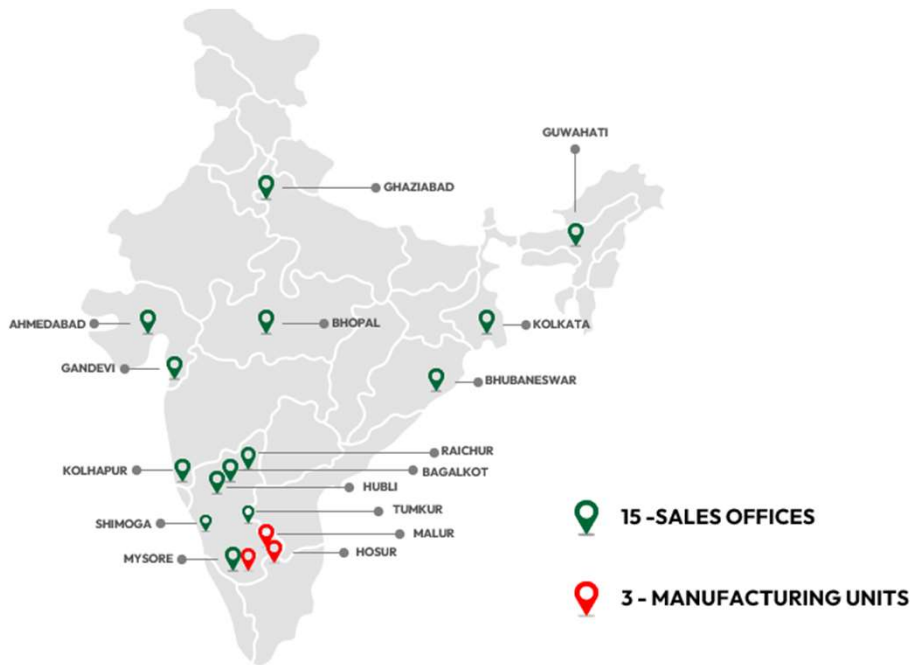 GUWAHATI
GHAZIABAD
AHMEDABAD
BHOPAL
KOLKATA
GANDEVI
BHUBANESWAR
RAICHUR
KOLHAPUR
BAGALKOT
HUBLI
TUMKUR
SHIMOGA
MALUR
MYSORE
HOSUR
15 -SALES OFFICES
3 - MANUFACTURING UNITS